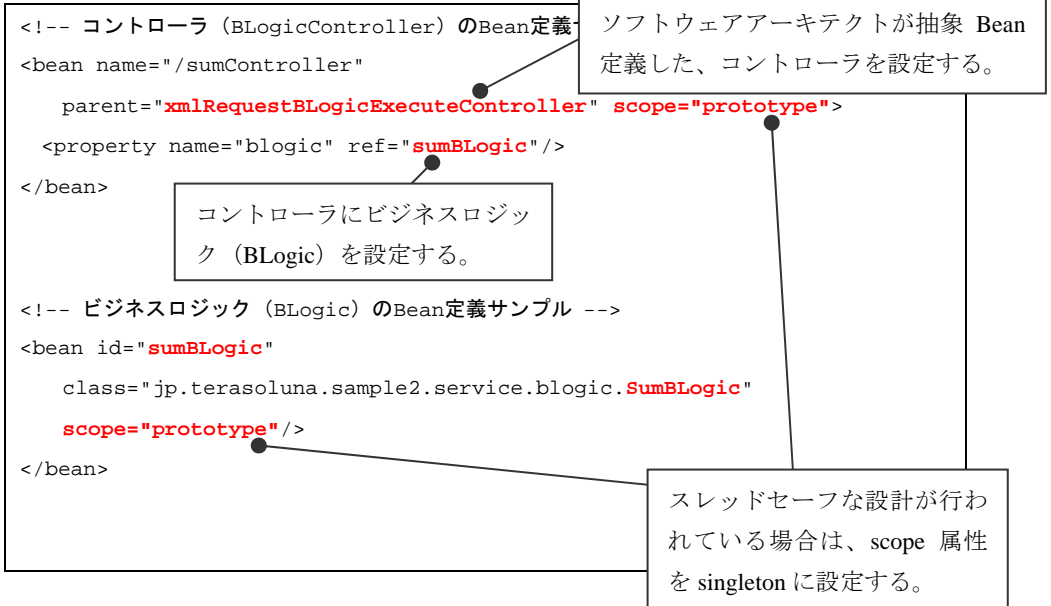 <!-- コントローラ（BLogicController）のBean定義
ソフトウェアアーキテクトが抽象 Bean
定義した、コントローラを設定する。
<bean name="/sumController"
parent="xmlRequestBLogicExecuteController" scope="prototype">
<property name="blogic" ref="sumBLogic"/>
</bean>
コントローラにビジネスロジッ
ク（BLogic）を設定する。
<!-- ビジネスロジック（BLogic）のBean定義サンプル -->
<bean id="sumBLogic"
class="jp.terasoluna.sample2.service.blogic.SumBLogic"
scope="prototype"/>
</bean>
スレッドセーフな設計が行わ
れている場合は、scope 属性
を singleton に設定する。